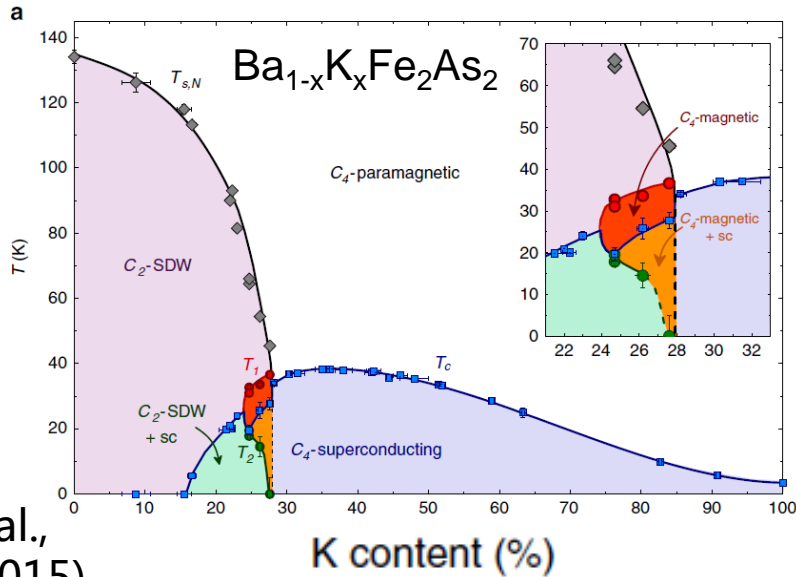 a
Ba1-xKxFe2As2
140
120
100
80
60
40
20
0
T (K)
Ts,N
C4-paramagnetic
C2-SDW
T1
Tc
C2-SDW
+ sc
T2
C4-superconducting
0 10 20 30 40 50 60 70 80 90 100
K content (%)
70
60
50
40
30
20
10
0
C4-magnetic
C4-magnetic
+ sc
22 24 26 28 30 32
al.,
015)